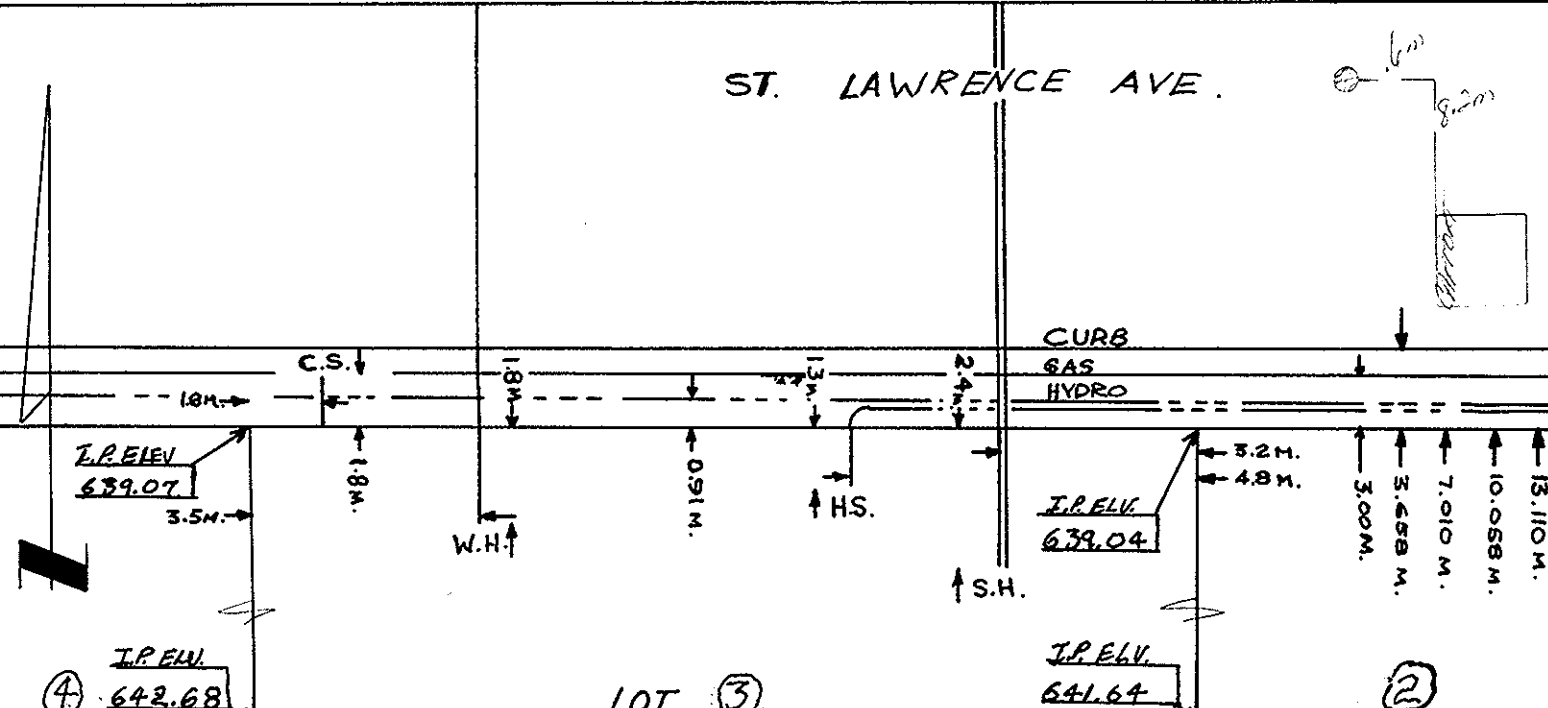 ST. LAWRENCE AVE.
.6m
8.2m
CURB
C.S.
GAS
1.8M.
1.3M.
2.4M.
HYDRO
1.8M.
I.P. ELEV
639.07
1.8M.
0.91M.
3.2M.
4.8M.
3.5M.
H.S.
I.P. ELV.
639.04
3.00M.
3.658 M.
7.010 M.
10.058 M.
13.110 M.
W.H.
S.H.
I.P. ELV.
642.68
I.P. ELV.
641.64
4
LOT 3
2